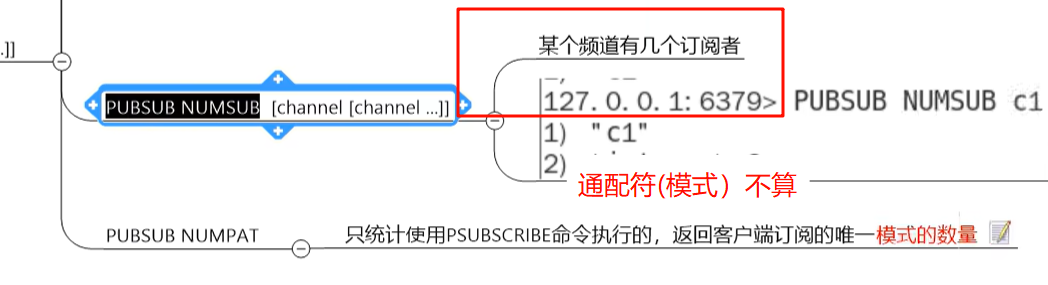 .]]
某个频道有几个订阅者
PUBSUB NUMSUB [channel [channel ...]]
127.0.0.1:6379> PUBSUB NUMSUB c1
1) "c1"
2)
通配符(模式）不算
PUBSUB NUMPAT
只统计使用PSUBSCRIBE命令执行的，返回客户端订阅的唯一模式的数量